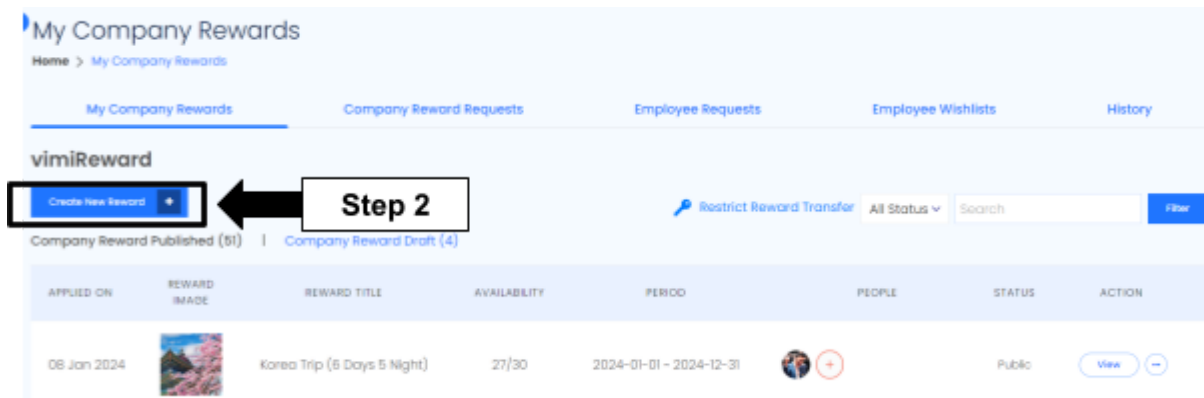 My Company Rewards
Home > My Company Rewards
My Company Rewards Company Reward Requests Employee Requests Employee Wishlists History
vimiReward
Create New Reward +
Step 2
Restrict Reward Transfer All Status Search Filter
Company Reward Published (51) | Company Reward Draft (4)
APPLIED ON REWARD IMAGE REWARD TITLE AVAILABILITY PERIOD PEOPLE STATUS ACTION
08 Jan 2024 Korea Trip (6 Days 5 Night) 27/30 2024-01-01 - 2024-12-31 + Public View